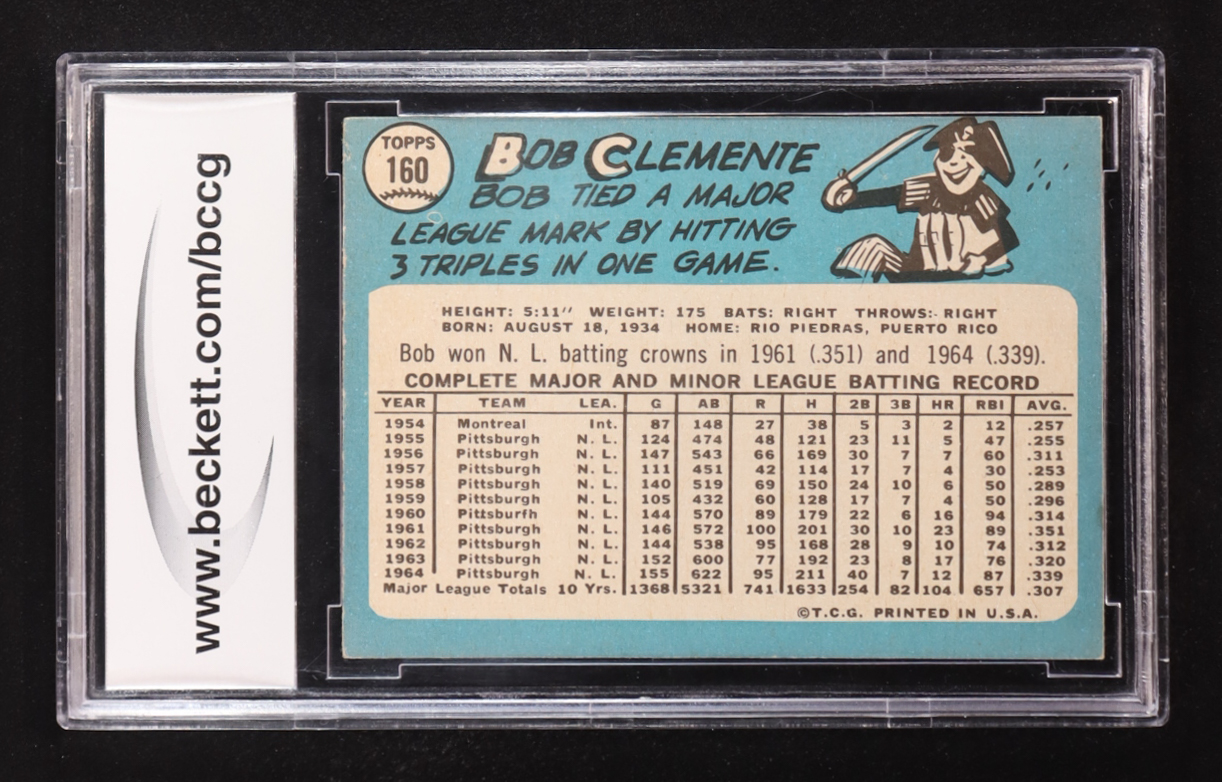 www.beckett.com/bccg
TOPPS
160
BOB CLEMENTE
BOB TIED A MAJOR
LEAGUE MARK BY HITTING
3 TRIPLES IN ONE GAME.
HEIGHT: 5:11″ WEIGHT: 175 BATS: RIGHT THROWS: RIGHT
BORN: AUGUST 18, 1934 HOME: RIO PIEDRAS, PUERTO RICO
Bob won N. L. batting crowns in 1961 (.351) and 1964 (.339).
COMPLETE MAJOR AND MINOR LEAGUE BATTING RECORD
YEAR TEAM LEA. G AB R H 2B 3B HR RBI AVG.
1954 Montreal Int. 87 148 27 38 5 3 2 12 .257
1955 Pittsburgh N. L. 124 474 48 121 23 11 5 47 .255
1956 Pittsburgh N. L. 147 543 66 169 30 7 7 60 .311
1957 Pittsburgh N. L. 111 451 42 114 17 7 4 30 .253
1958 Pittsburgh N. L. 140 519 69 150 24 10 6 50 .289
1959 Pittsburgh N. L. 105 432 60 128 17 7 4 50 .296
1960 Pittsburfh N. L. 144 570 89 179 22 6 16 94 .314
1961 Pittsburgh N. L. 146 572 100 201 30 10 23 89 .351
1962 Pittsburgh N. L. 144 538 95 168 28 9 10 74 .312
1963 Pittsburgh N. L. 152 600 77 192 23 8 17 76 .320
1964 Pittsburgh N. L. 155 622 95 211 40 7 12 87 .339
Major League Totals 10 Yrs. 1368 5321 741 1633 254 82 104 657 .307
©T.C.G. PRINTED IN U.S.A.